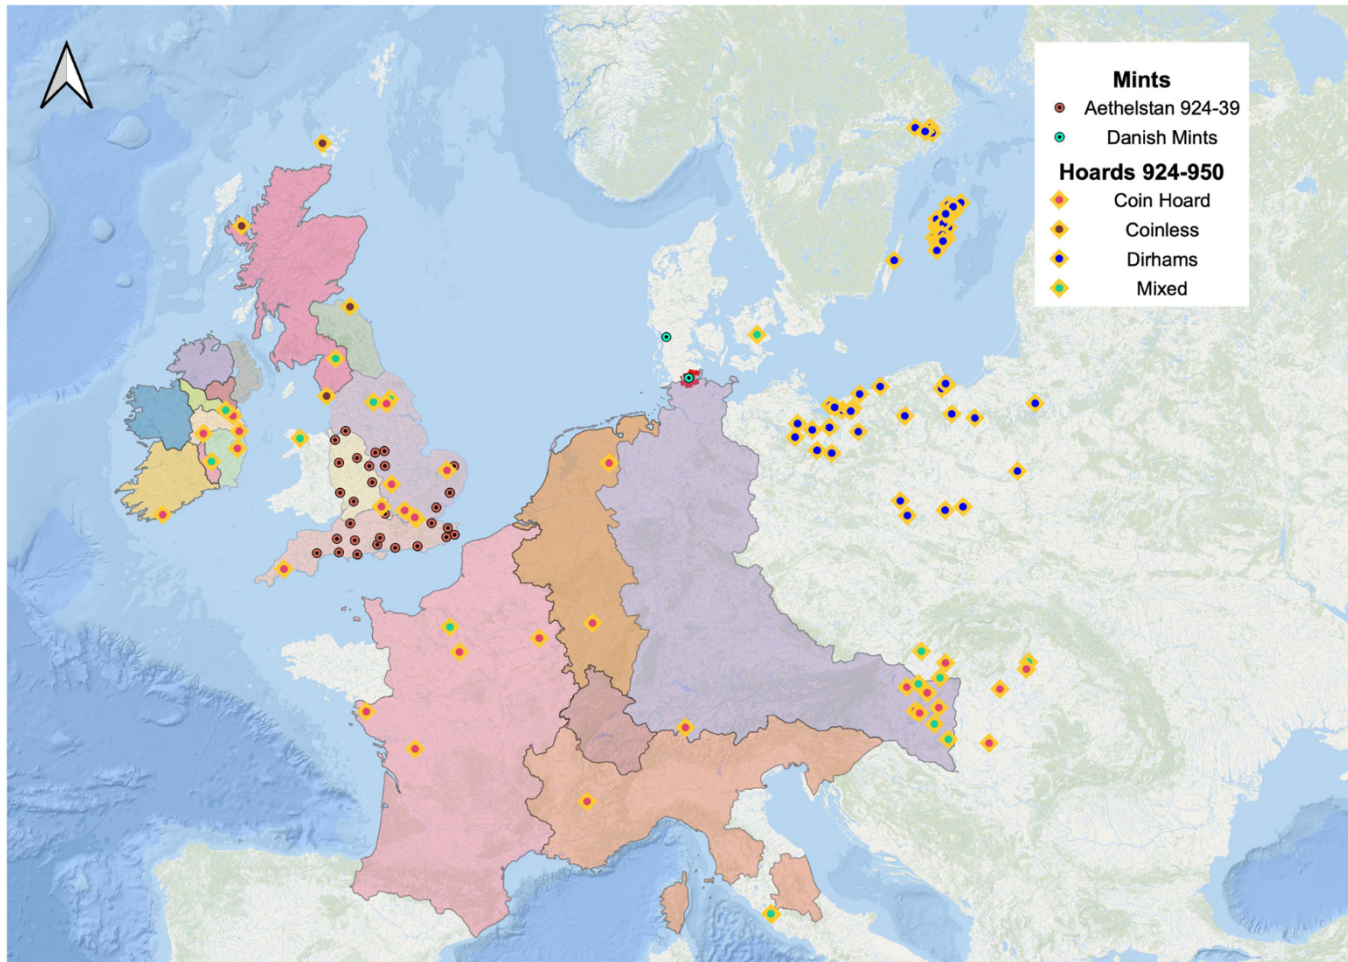 Mints
Aethelstan 924-39
Danish Mints
Hoards 924-950
Coin Hoard
Coinless
Dirhams
Mixed